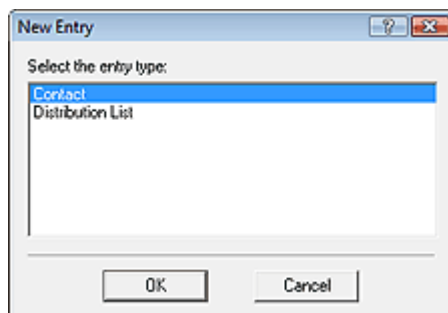 New Entry
Select the entry type:
Contact
Distribution List
OK
Cancel